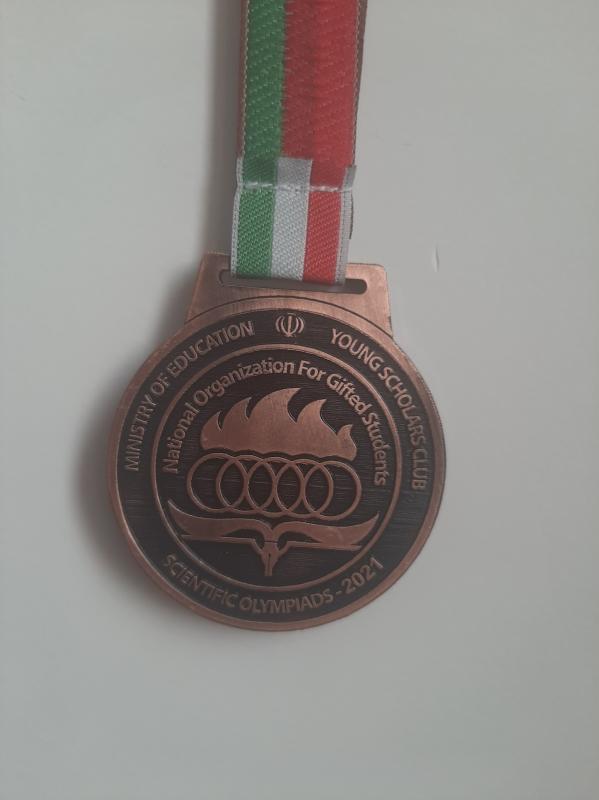 MINISTRY OF EDUCATION
YOUNG SCHOLARS CLUB
National Organization For Gifted Students
SCIENTIFIC OLYMPIADS - 2021